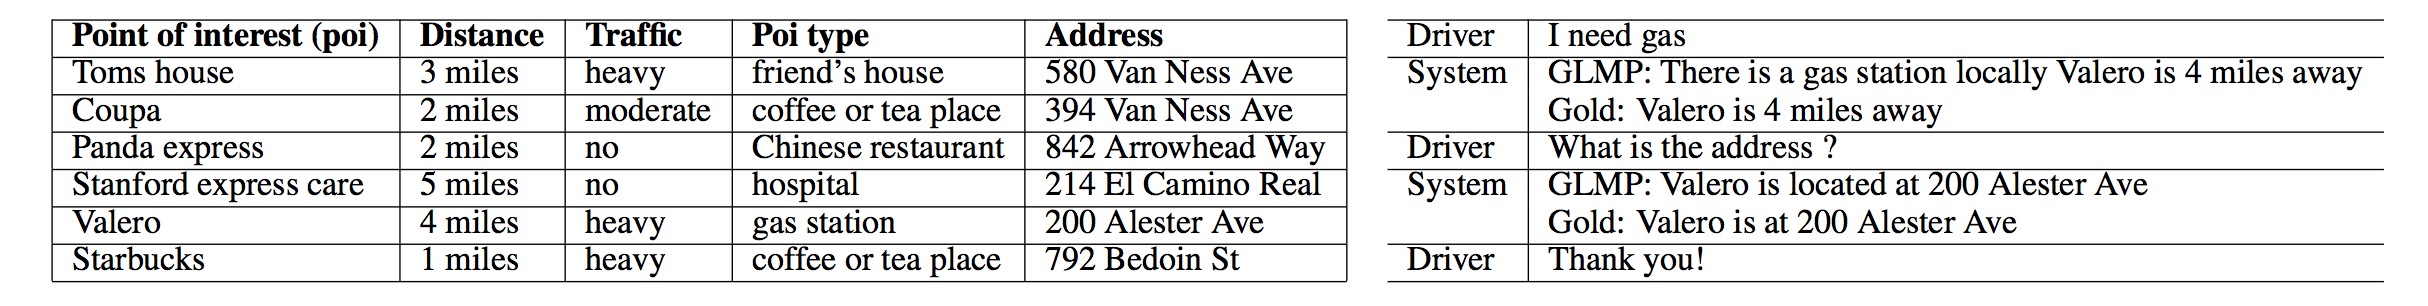 Point of interest (poi) Distance Traffic Poi type Address
Toms house 3 miles heavy friend’s house 580 Van Ness Ave
Coupa 2 miles moderate coffee or tea place 394 Van Ness Ave
Panda express 2 miles no Chinese restaurant 842 Arrowhead Way
Stanford express care 5 miles no hospital 214 El Camino Real
Valero 4 miles heavy gas station 200 Alester Ave
Starbucks 1 miles heavy coffee or tea place 792 Bedoin St
Driver I need gas
System GLMP: There is a gas station locally Valero is 4 miles away
Gold: Valero is 4 miles away
Driver What is the address ?
System GLMP: Valero is located at 200 Alester Ave
Gold: Valero is at 200 Alester Ave
Driver Thank you!